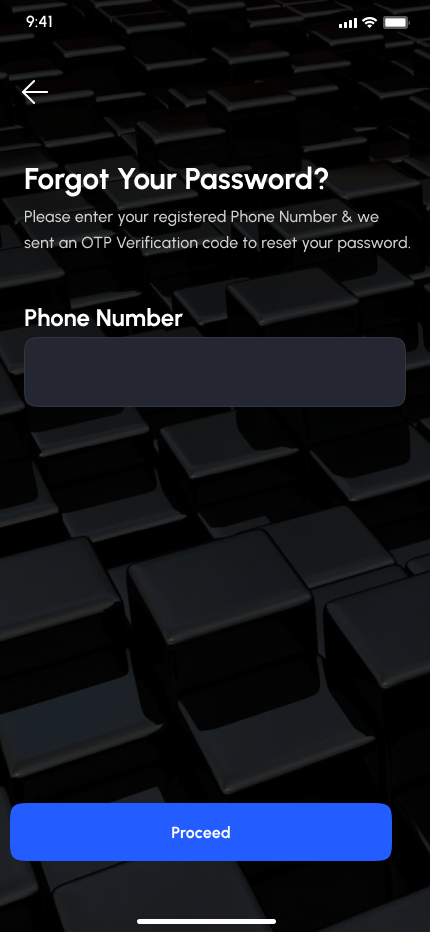 9:41
Forgot Your Password?
Please enter your registered Phone Number & we
sent an OTP Verification code to reset your password.
Phone Number
Proceed